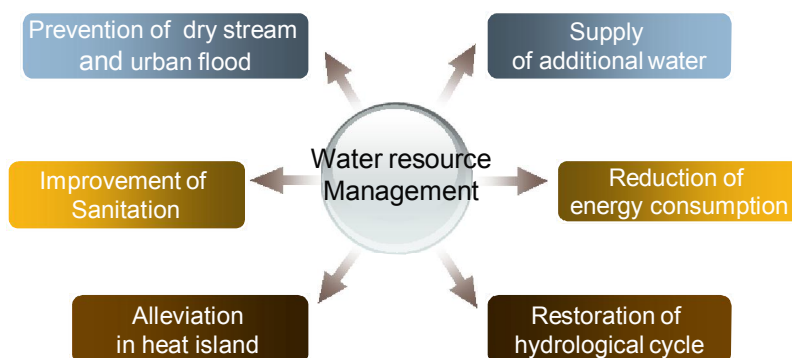 Prevention of dry stream
and urban flood
Supply
of additional water
Water resource
Management
Improvement of
Sanitation
Reduction of
energy consumption
Alleviation
in heat island
Restoration of
hydrological cycle